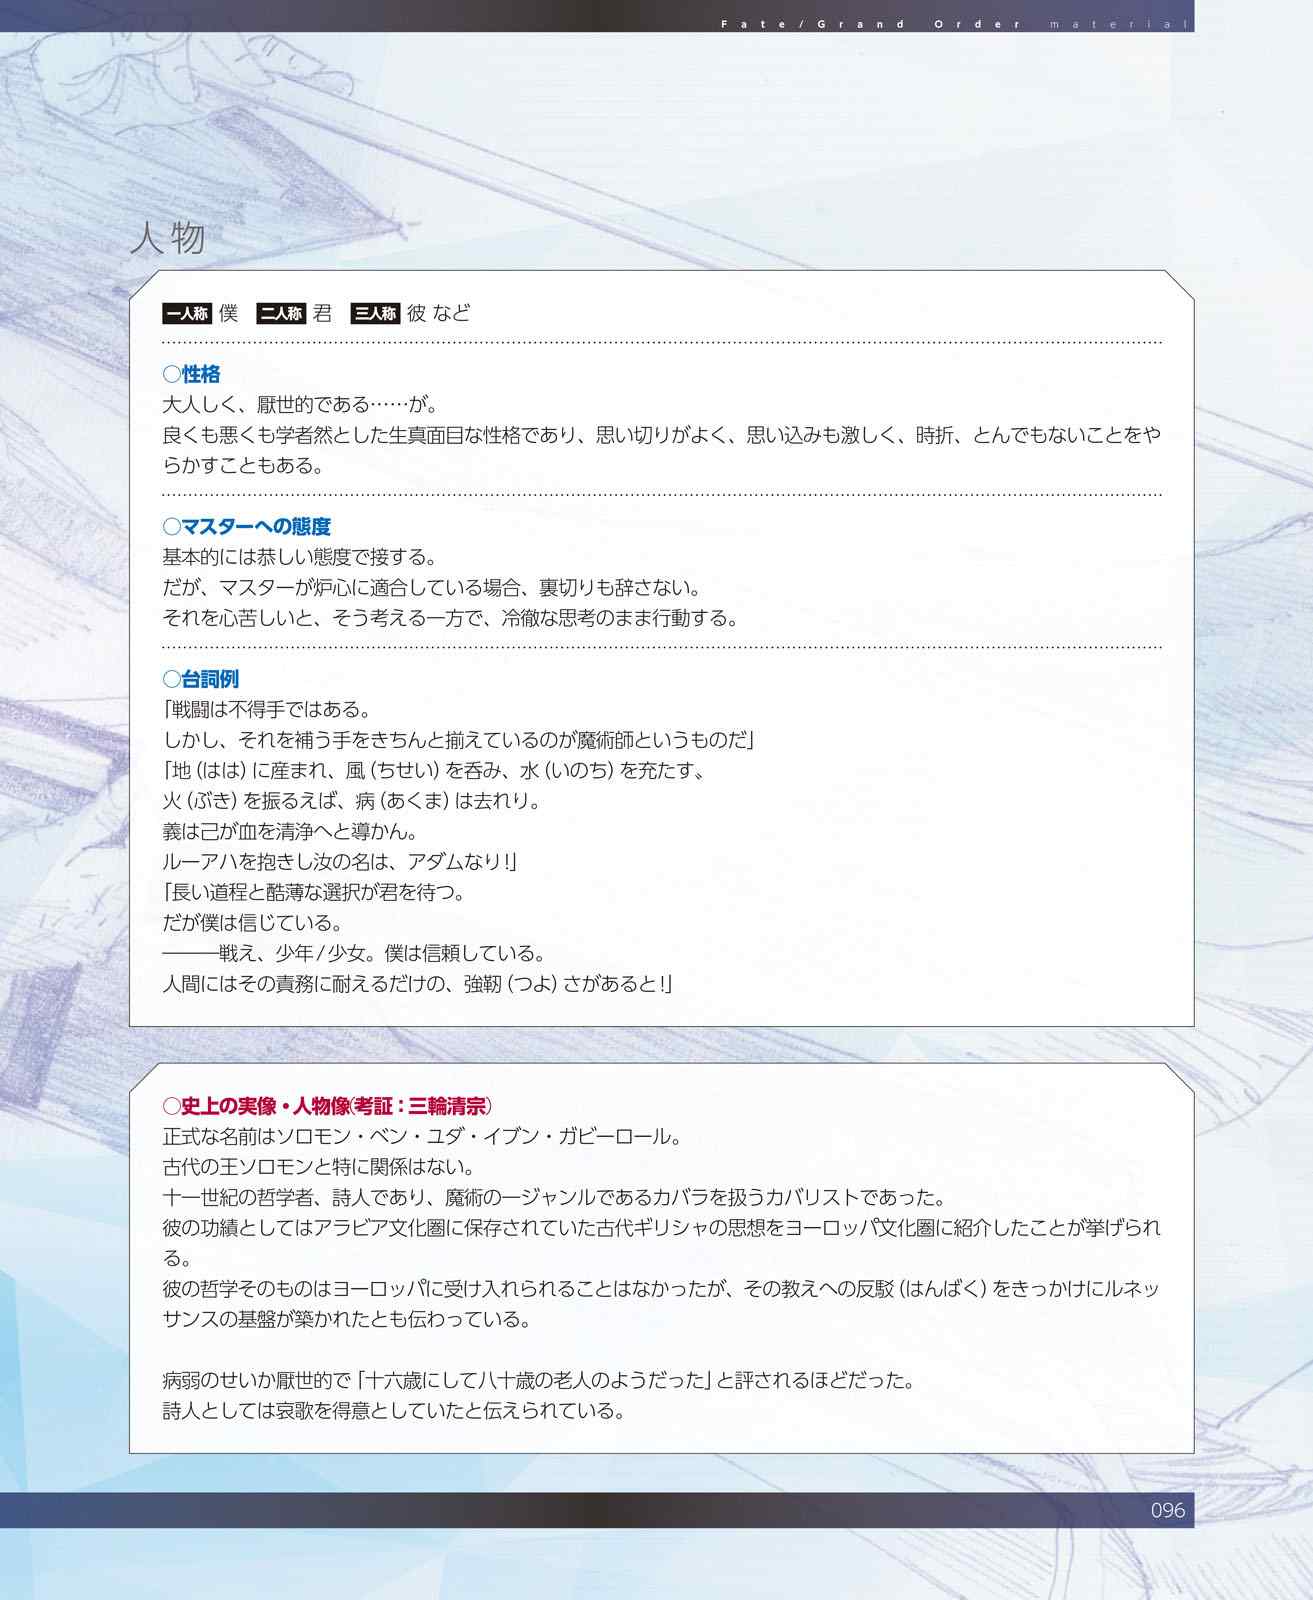 Fate/Grand Order material
人物
一人称 僕 二人称 君 三人称 彼 など
○性格
大人しく、厭世的である……が。
良くも悪くも学者然とした生真面目な性格であり、思い切りがよく、思い込みも激しく、時折、とんでもないことをや
らかすこともある。
○マスターへの態度
基本的には恭しい態度で接する。
だが、マスターが炉心に適合している場合、裏切りも辞さない。
それを心苦しいと、そう考える一方で、冷徹な思考のまま行動する。
○台詞例
「戦闘は不得手ではある。
しかし、それを補う手をきちんと揃えているのが魔術師というものだ」
「地（はは）に産まれ、風（ちせい）を呑み、水（いのち）を充たす。
火（ぶき）を振るえば、病（あくま）は去れり。
義は己が血を清浄へと導かん。
ルーアハを抱きし汝の名は、アダムなり！」
「長い道程と酷薄な選択が君を待つ。
だが僕は信じている。
―――戦え、少年/少女。僕は信頼している。
人間にはその責務に耐えるだけの、強靭（つよ）さがあると！」
○史上の実像・人物像（考証：三輪清宗）
正式な名前はソロモン・ベン・ユダ・イブン・ガビーロール。
古代の王ソロモンと特に関係はない。
十一世紀の哲学者、詩人であり、魔術の一ジャンルであるカバラを扱うカバリストであった。
彼の功績としてはアラビア文化圏に保存されていた古代ギリシャの思想をヨーロッパ文化圏に紹介したことが挙げられ
る。
彼の哲学そのものはヨーロッパに受け入れられることはなかったが、その教えへの反駁（はんばく）をきっかけにルネッ
サンスの基盤が築かれたとも伝わっている。
病弱のせいか厭世的で「十六歳にして八十歳の老人のようだった」と評されるほどだった。
詩人としては哀歌を得意としていたと伝えられている。
096